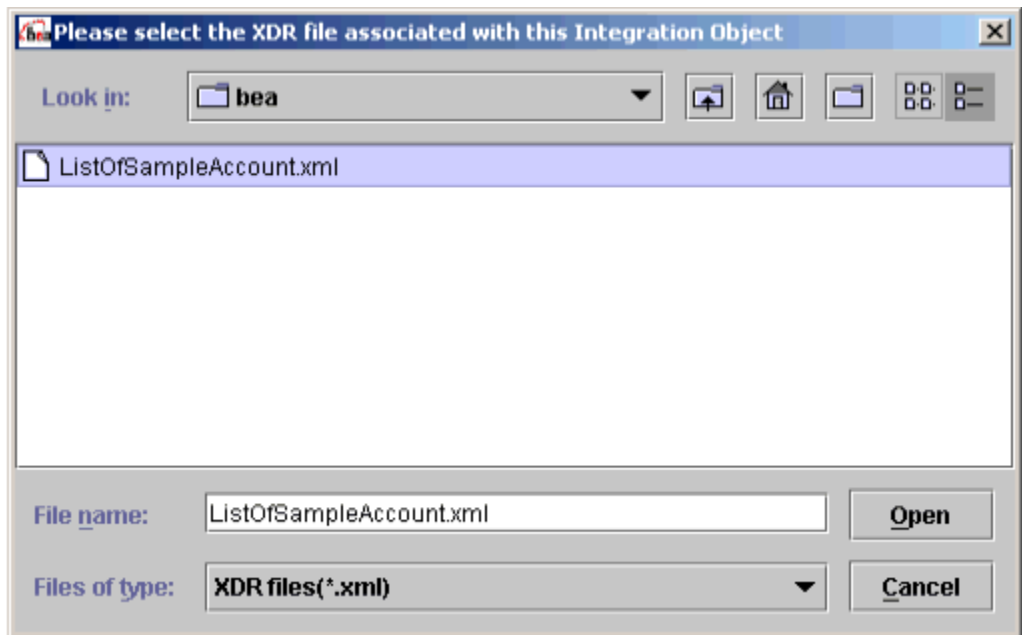 bea Please select the XDR file associated with this Integration Object
Look in: bea
ListOfSampleAccount.xml
File name: ListOfSampleAccount.xml Open
Files of type: XDR files(*.xml) Cancel